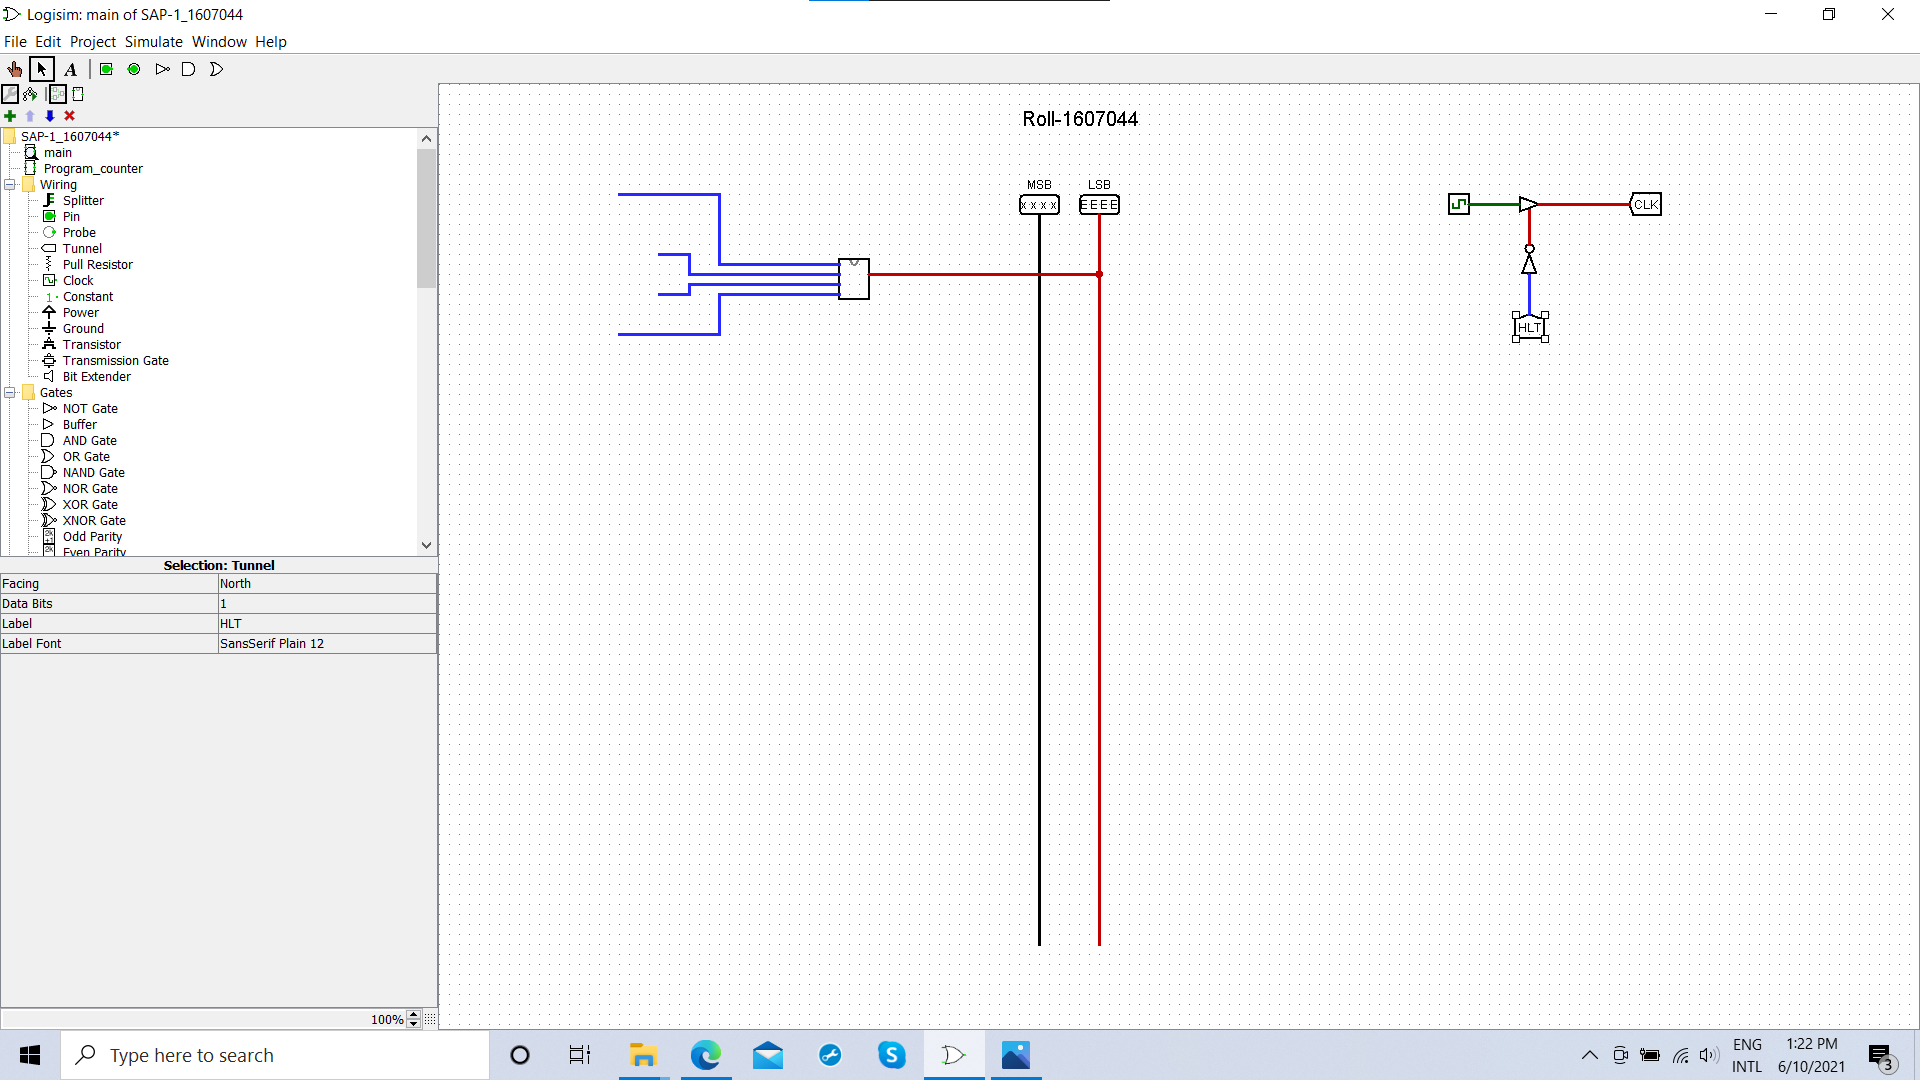 Logisim: main of SAP-1_1607044
File Edit Project Simulate Window Help
A
SAP-1_1607044*
main
Program_counter
Wiring
Splitter
Pin
Probe
Tunnel
Pull Resistor
Clock
Constant
Power
Ground
Transistor
Transmission Gate
Bit Extender
Gates
NOT Gate
Buffer
AND Gate
OR Gate
NAND Gate
NOR Gate
XOR Gate
XNOR Gate
Odd Parity
Even Parity
Selection: Tunnel
Facing North
Data Bits 1
Label HLT
Label Font SansSerif Plain 12
100%
Roll-1607044
MSB LSB
x x x x EEEE
CLK
HLT
Type here to search
ENG
INTL
1:22 PM
6/10/2021
3